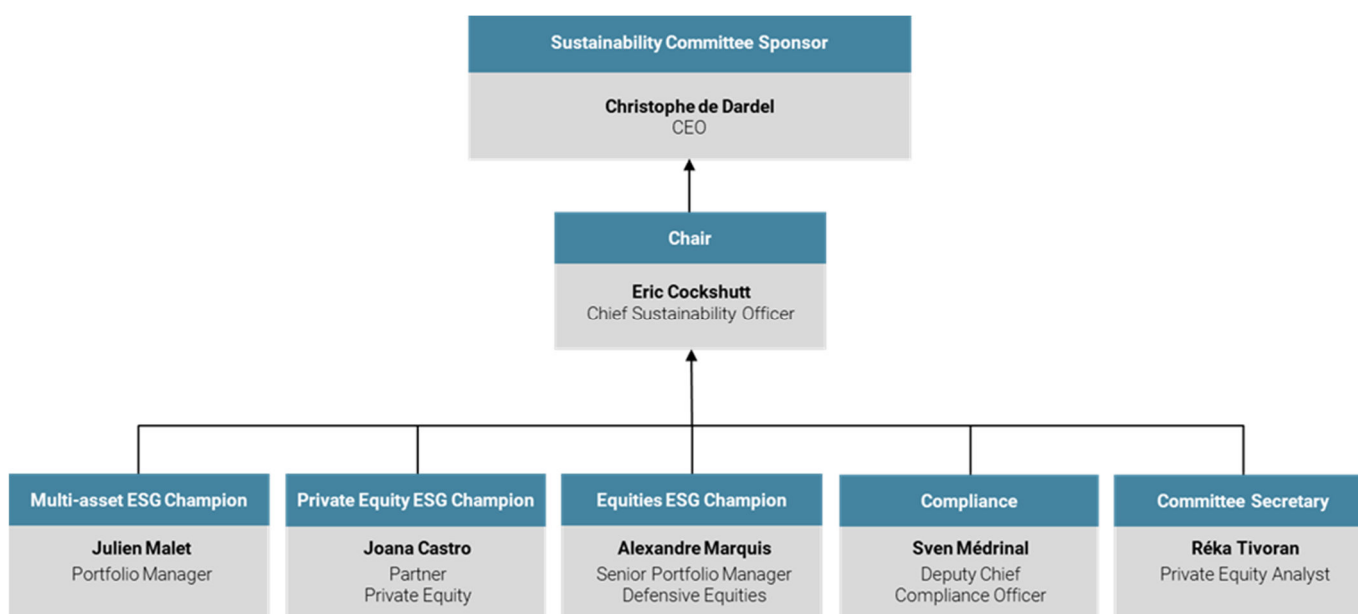 Sustainability Committee Sponsor
Christophe de Dardel
CEO
Chair
Eric Cockshutt
Chief Sustainability Officer
Multi-asset ESG Champion
Julien Malet
Portfolio Manager
Private Equity ESG Champion
Joana Castro
Partner
Private Equity
Equities ESG Champion
Alexandre Marquis
Senior Portfolio Manager
Defensive Equities
Compliance
Sven Médrinal
Deputy Chief
Compliance Officer
Committee Secretary
Réka Tivoran
Private Equity Analyst